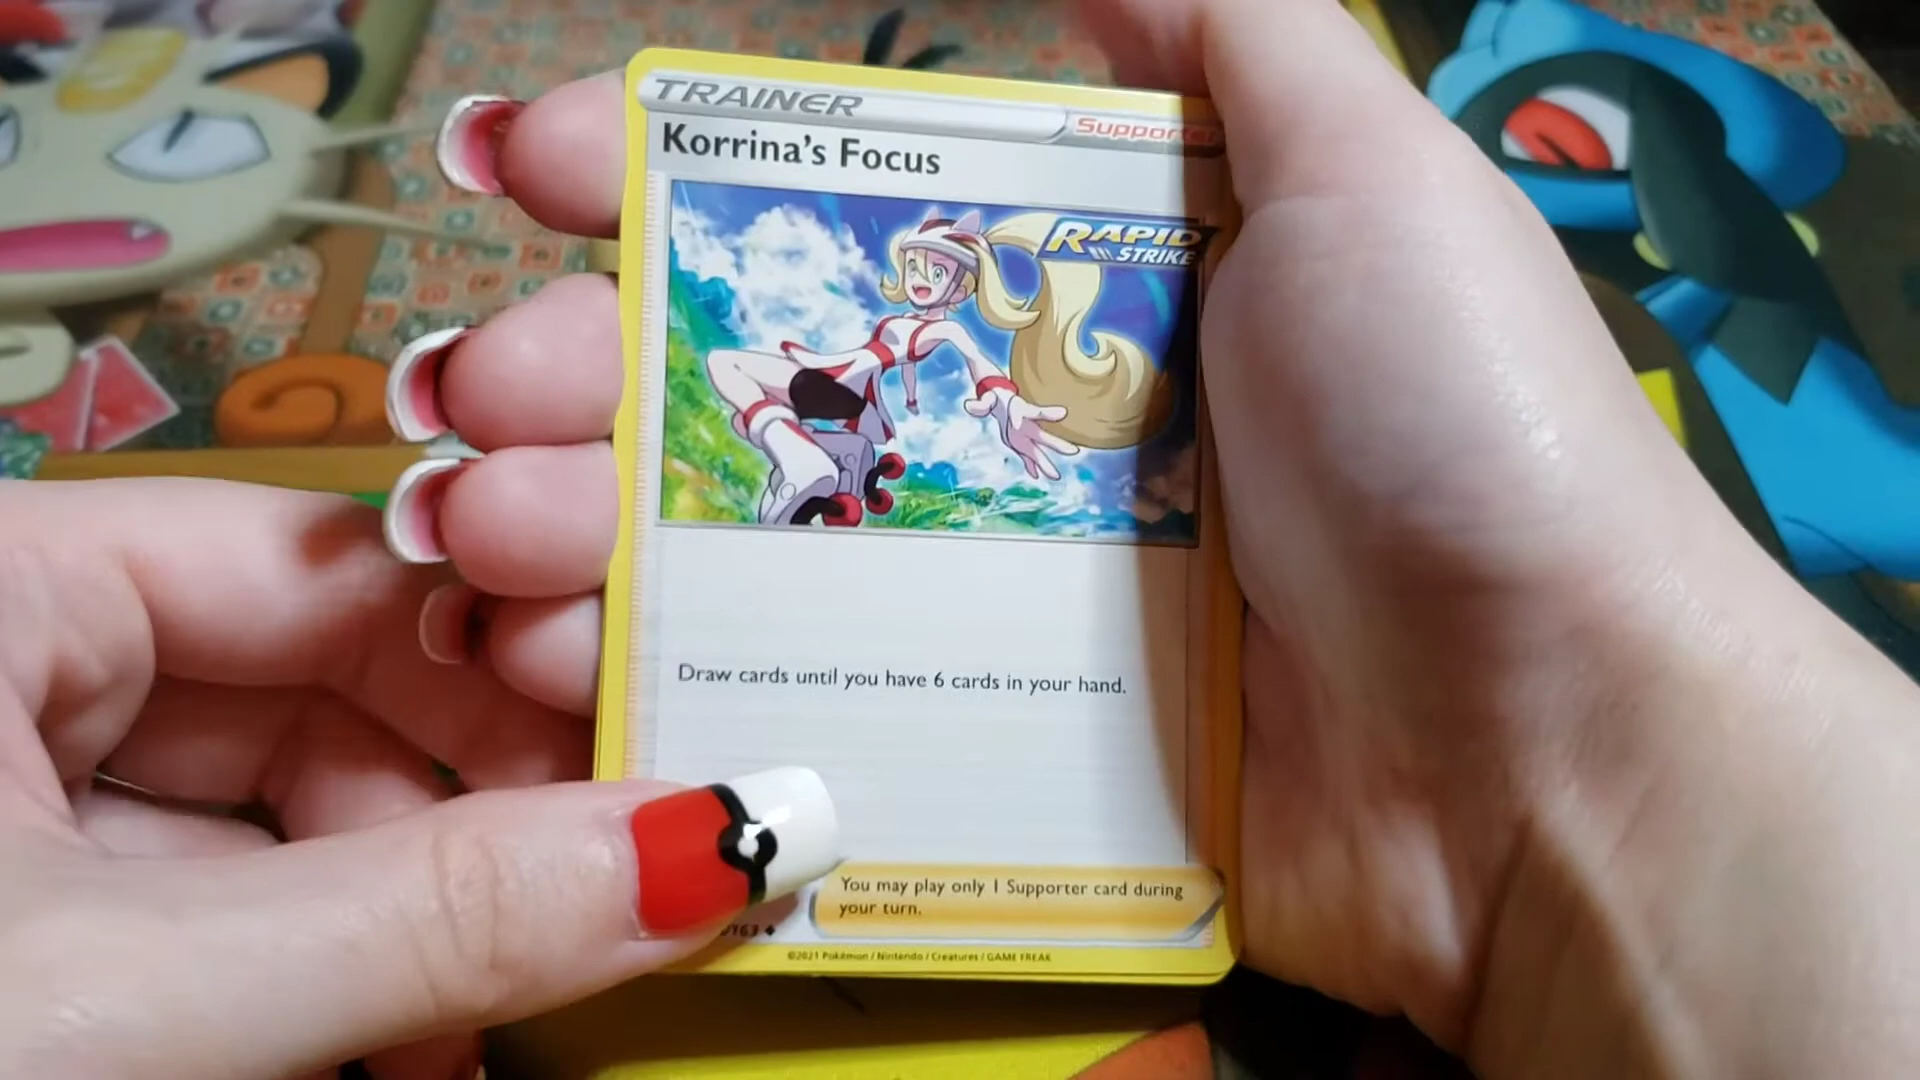 TRAINER
Supporter
Korrina's Focus
RAPID
STRIKE
Draw cards until you have 6 cards in your hand.
You may play only 1 Supporter card during
your turn.
/163
©2021 Pokémon / Nintendo / Creatures / GAME FREAK